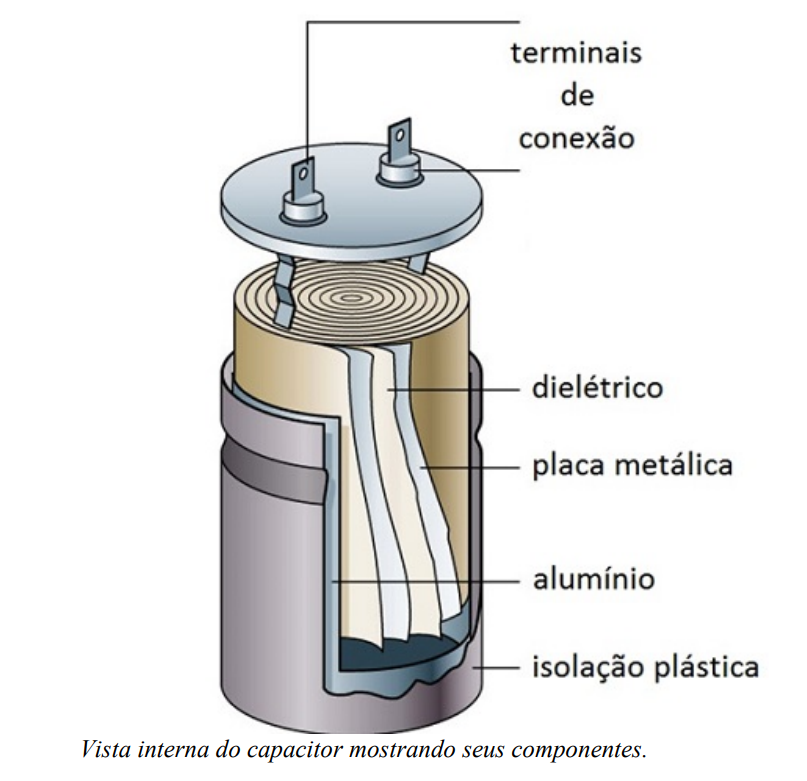 terminais
de
conexão
dielétrico
placa metálica
alumínio
isolação plástica
Vista interna do capacitor mostrando seus componentes.